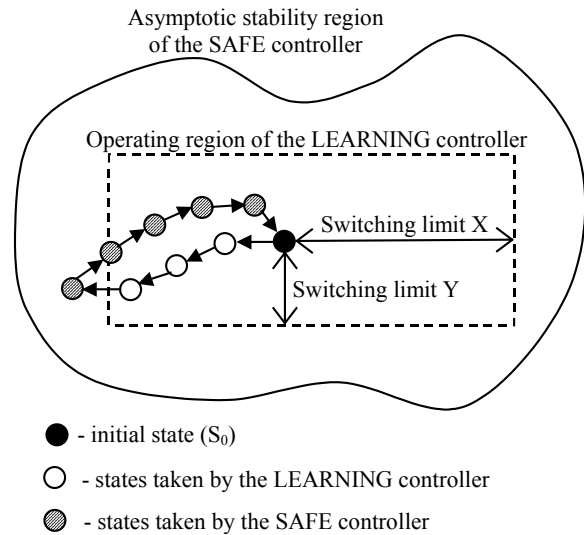 Asymptotic stability region
of the SAFE controller
Operating region of the LEARNING controller
Switching limit X
Switching limit Y
- initial state (S₀)
- states taken by the LEARNING controller
- states taken by the SAFE controller